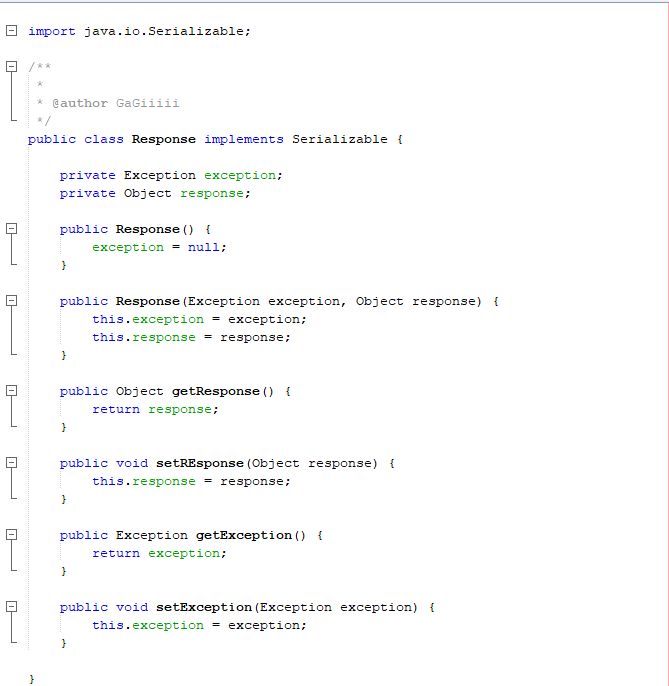 import java.io.Serializable;
/**
 *
 * @author GaGiiiii
 */
public class Response implements Serializable {
    private Exception exception;
    private Object response;
    public Response() {
        exception = null;
    }
    public Response(Exception exception, Object response) {
        this.exception = exception;
        this.response = response;
    }
    public Object getResponse() {
        return response;
    }
    public void setREsponse(Object response) {
        this.response = response;
    }
    public Exception getException() {
        return exception;
    }
    public void setException(Exception exception) {
        this.exception = exception;
    }
}